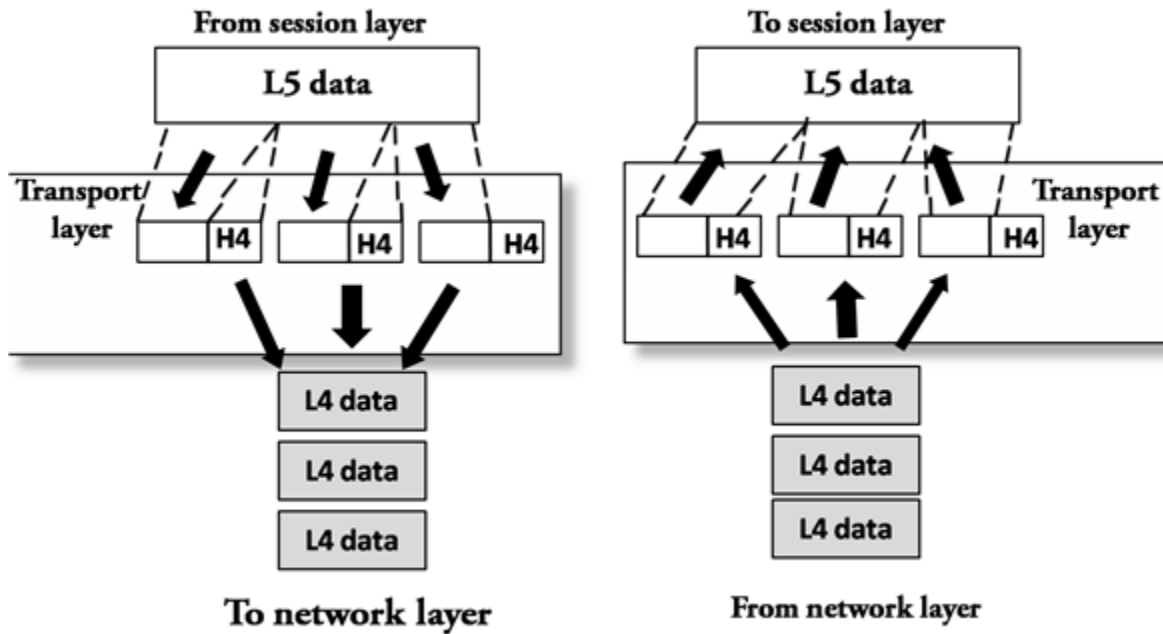 From session layer
L5 data
Transport
layer
H4
H4
H4
L4 data
L4 data
L4 data
To network layer
To session layer
L5 data
Transport
layer
H4
H4
H4
L4 data
L4 data
L4 data
From network layer